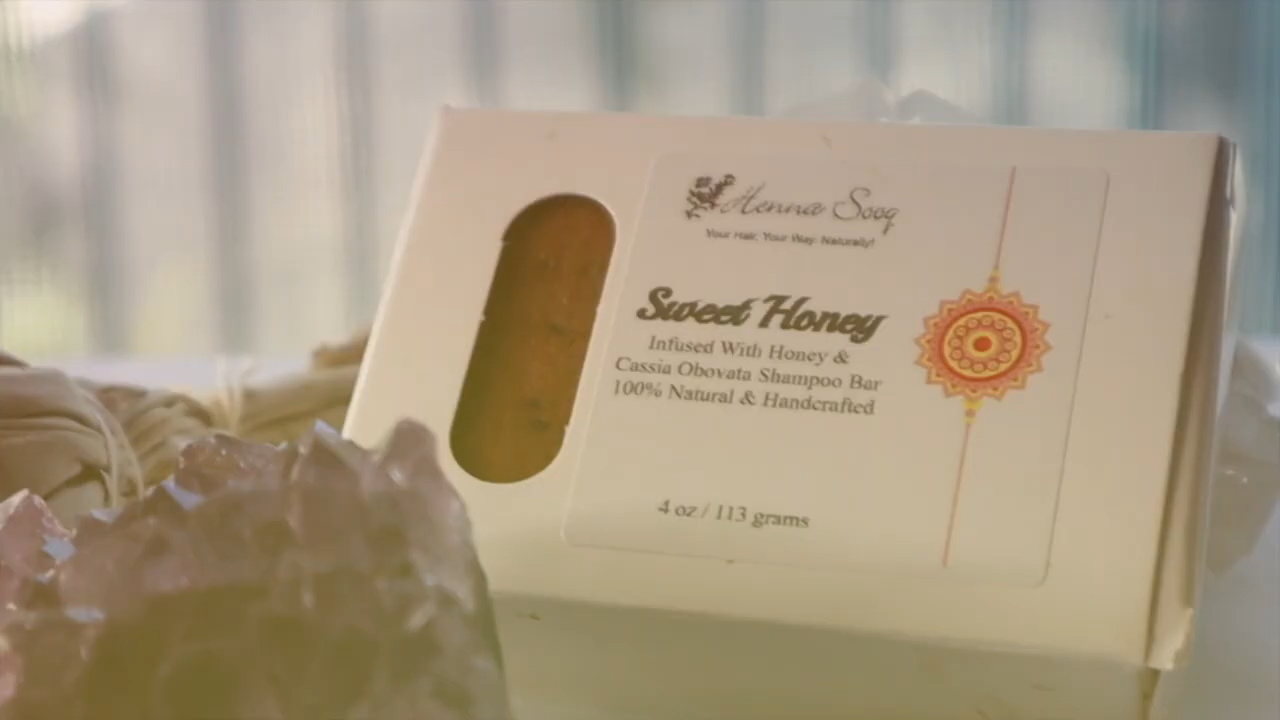 Henna Sooq
Your Hair, Your Way. Naturally!
Sweet Honey
Infused With Honey &
Cassia Obovata Shampoo Bar
100% Natural & Handcrafted
4 oz / 113 grams